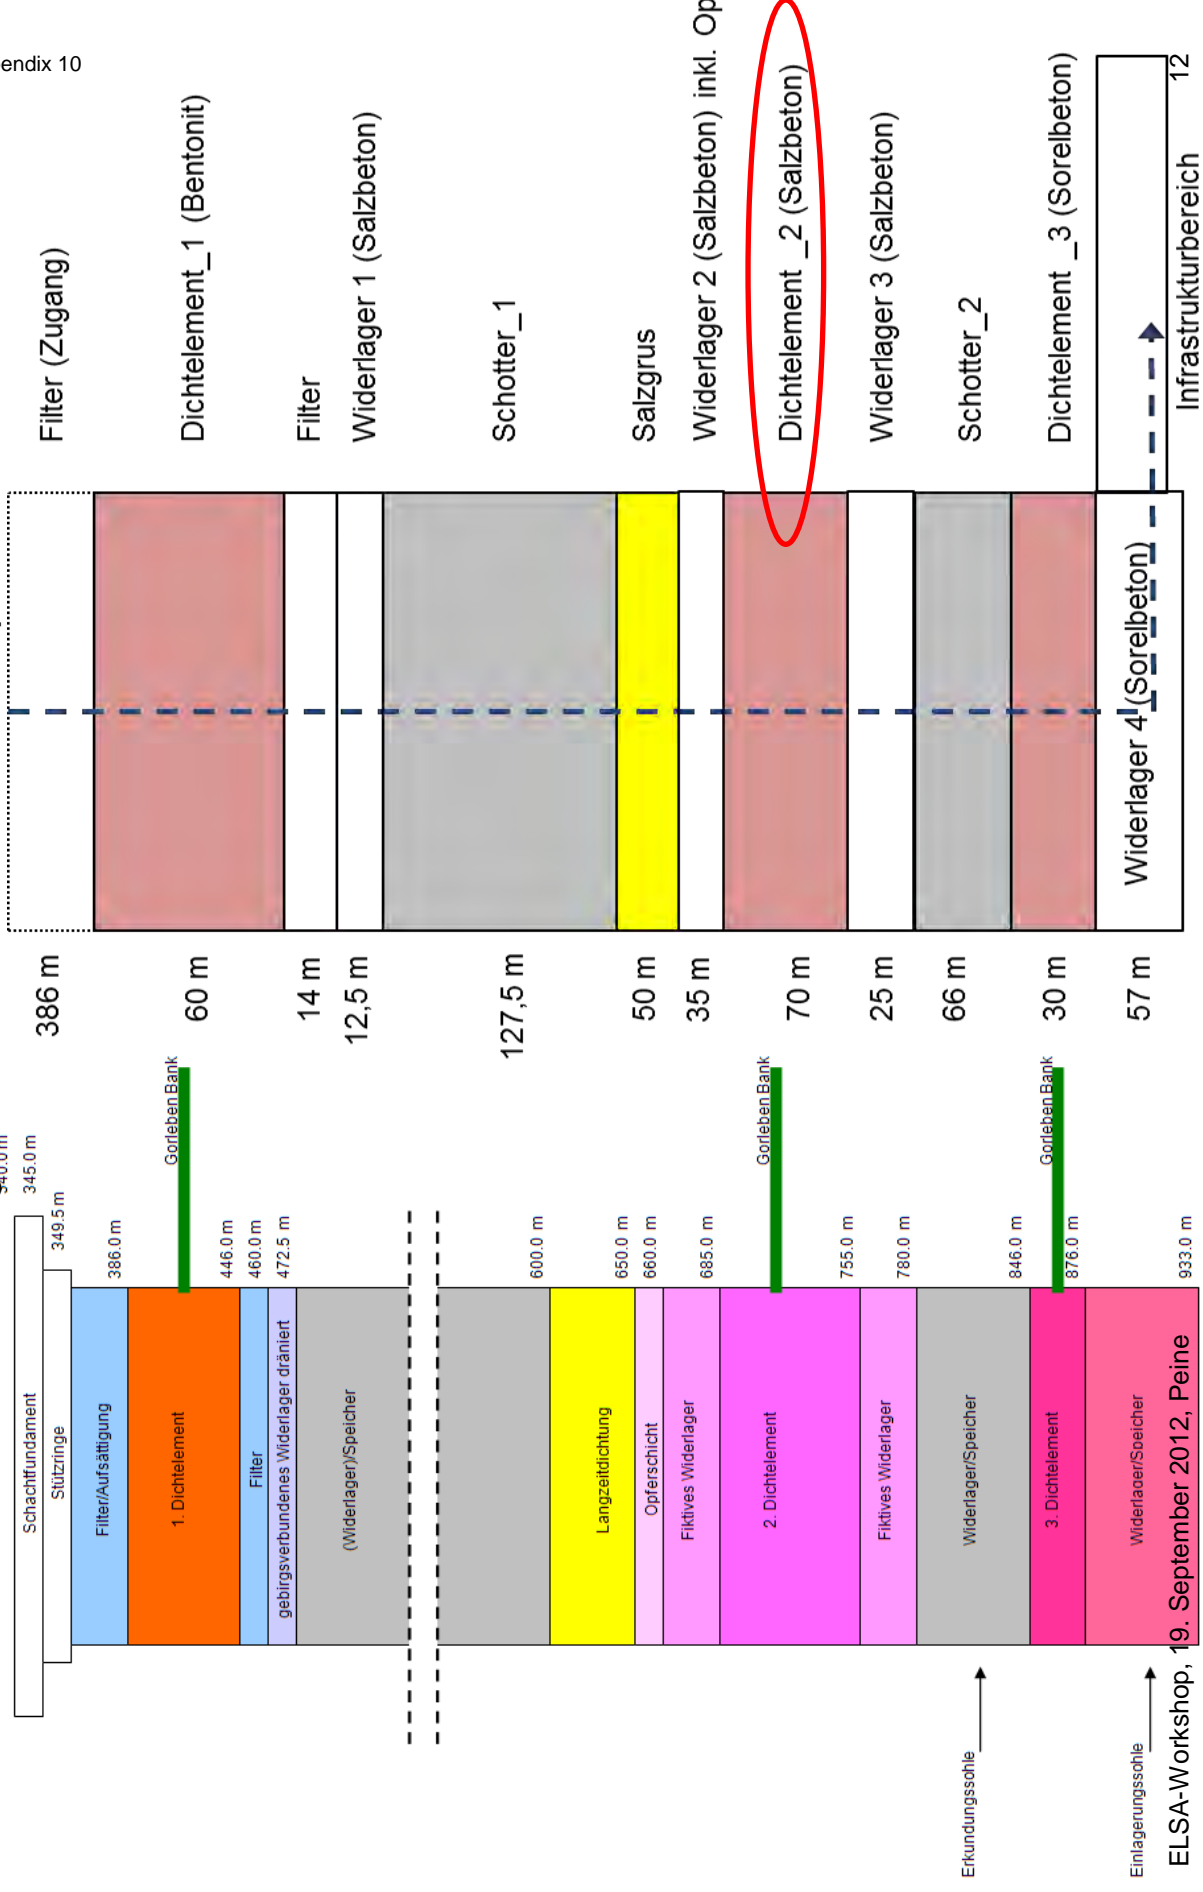 endix 10
Filter (Zugang)
Dichtelement_1 (Bentonit)
Filter
Widerlager 1 (Salzbeton)
Schotter_1
Salzgrus
Widerlager 2 (Salzbeton) inkl. Op
Dichtelement _2 (Salzbeton)
Widerlager 3 (Salzbeton)
Schotter_2
Dichtelement _3 (Sorelbeton)
Widerlager 4 (Sorelbeton)
Infrastrukturbereich
12
386 m
60 m
14 m
12,5 m
127,5 m
50 m
35 m
70 m
25 m
66 m
30 m
57 m
Gorleben Bank
Gorleben Bank
Gorleben Bank
340.0 m
345.0 m
349.5 m
386.0 m
446.0 m
460.0 m
472.5 m
600.0 m
650.0 m
660.0 m
685.0 m
755.0 m
780.0 m
846.0 m
876.0 m
933.0 m
Schachtfundament
Stützringe
Filter/Aufsättigung
1. Dichtelement
Filter
gebirgsverbundenes Widerlager dräniert
(Widerlager)/Speicher
Langzeitdichtung
Opferschicht
Fiktives Widerlager
2. Dichtelement
Fiktives Widerlager
Widerlager/Speicher
3. Dichtelement
Widerlager/Speicher
Erkundungssohle
Einlagerungssohle
ELSA-Workshop, 19. September 2012, Peine